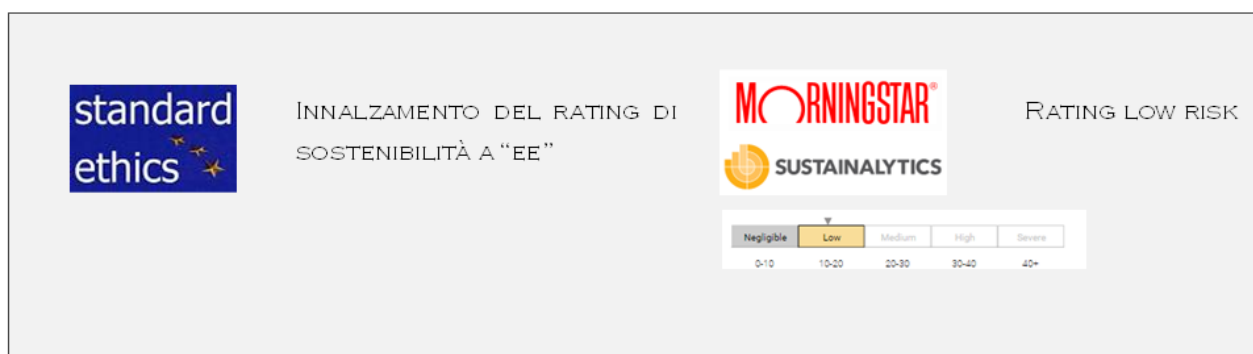 standard
ethics
INNALZAMENTO DEL RATING DI
SOSTENIBILITÀ A “EE”
MORNINGSTAR®
SUSTAINALYTICS
RATING LOW RISK
Negligible Low Medium High Severe
0-10 10-20 20-30 30-40 40+